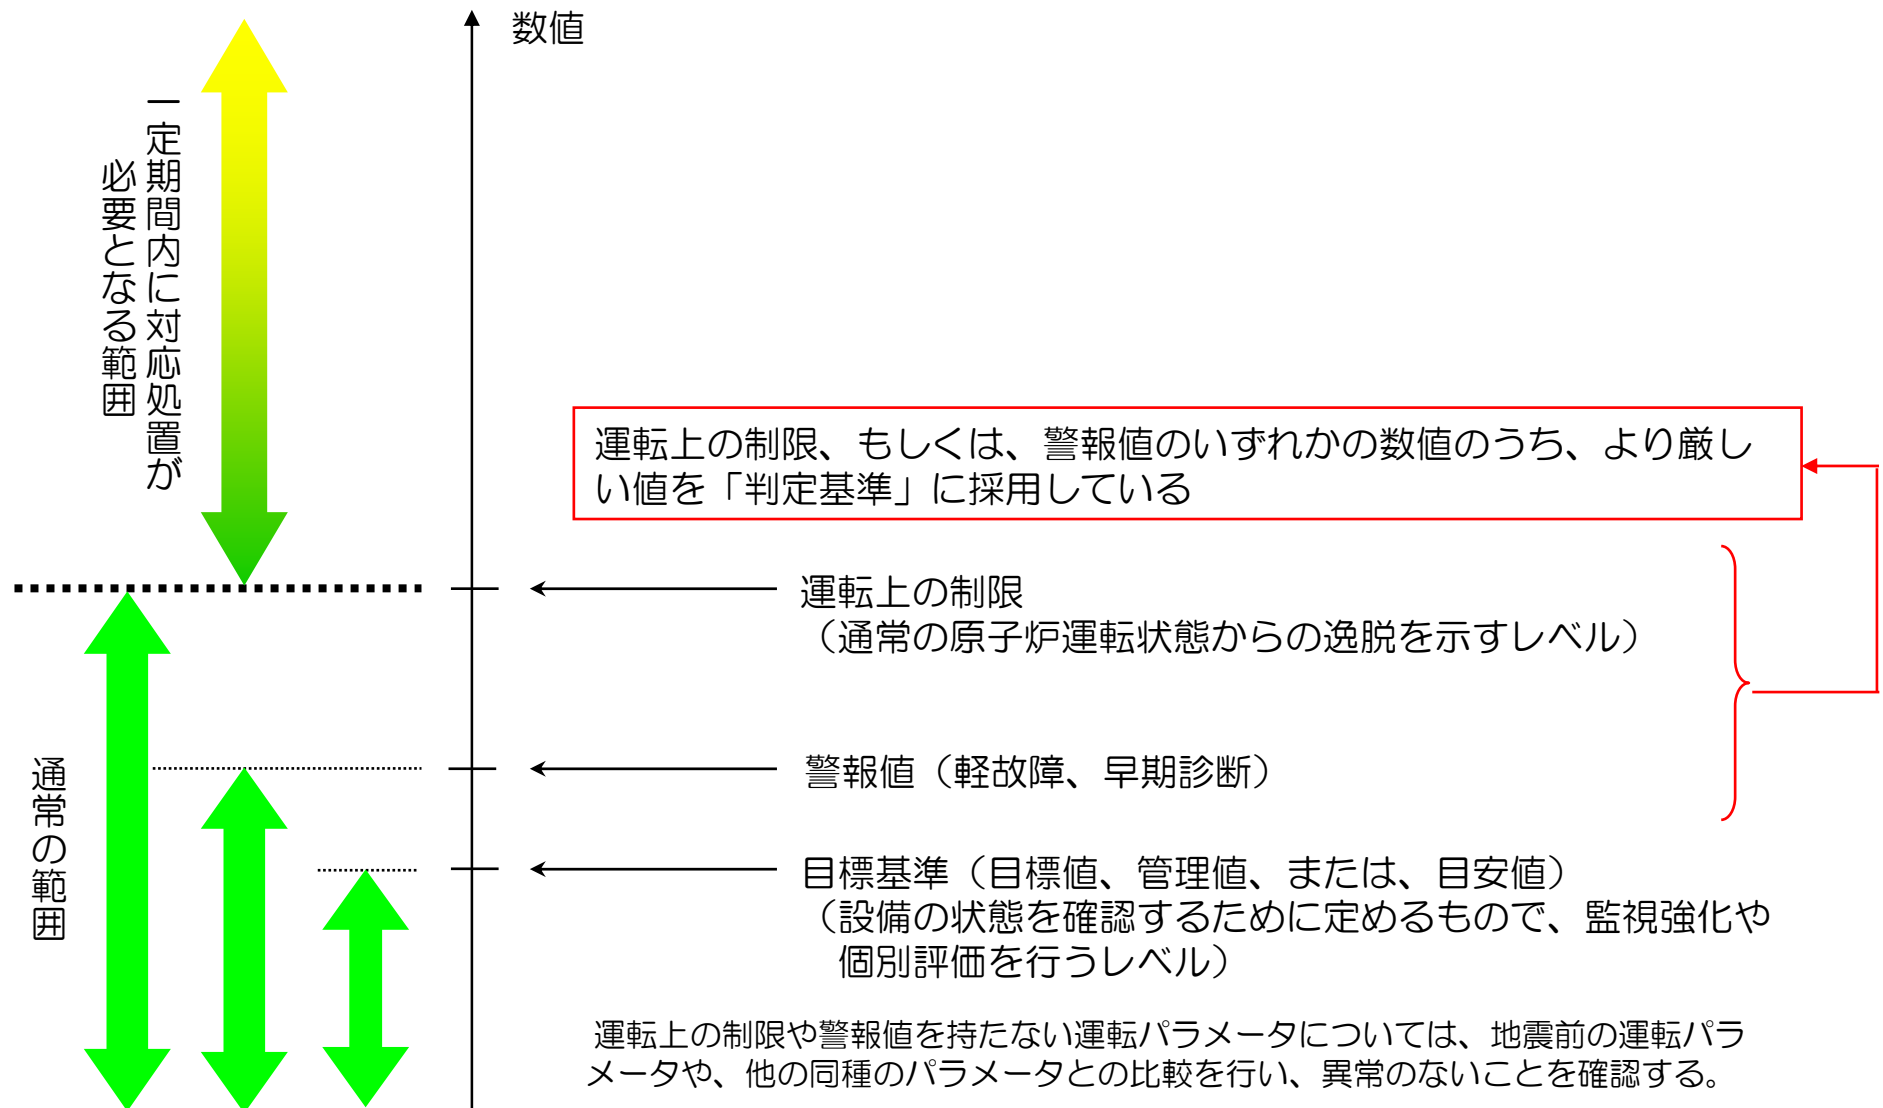 数値
一定期間内に対応処置が
必要となる範囲
運転上の制限、もしくは、警報値のいずれかの数値のうち、より厳し
い値を「判定基準」に採用している
運転上の制限
（通常の原子炉運転状態からの逸脱を示すレベル）
警報値（軽故障、早期診断）
通常の範囲
目標基準（目標値、管理値、または、目安値）
（設備の状態を確認するために定めるもので、監視強化や
個別評価を行うレベル）
運転上の制限や警報値を持たない運転パラメータについては、地震前の運転パラ
メータや、他の同種のパラメータとの比較を行い、異常のないことを確認する。